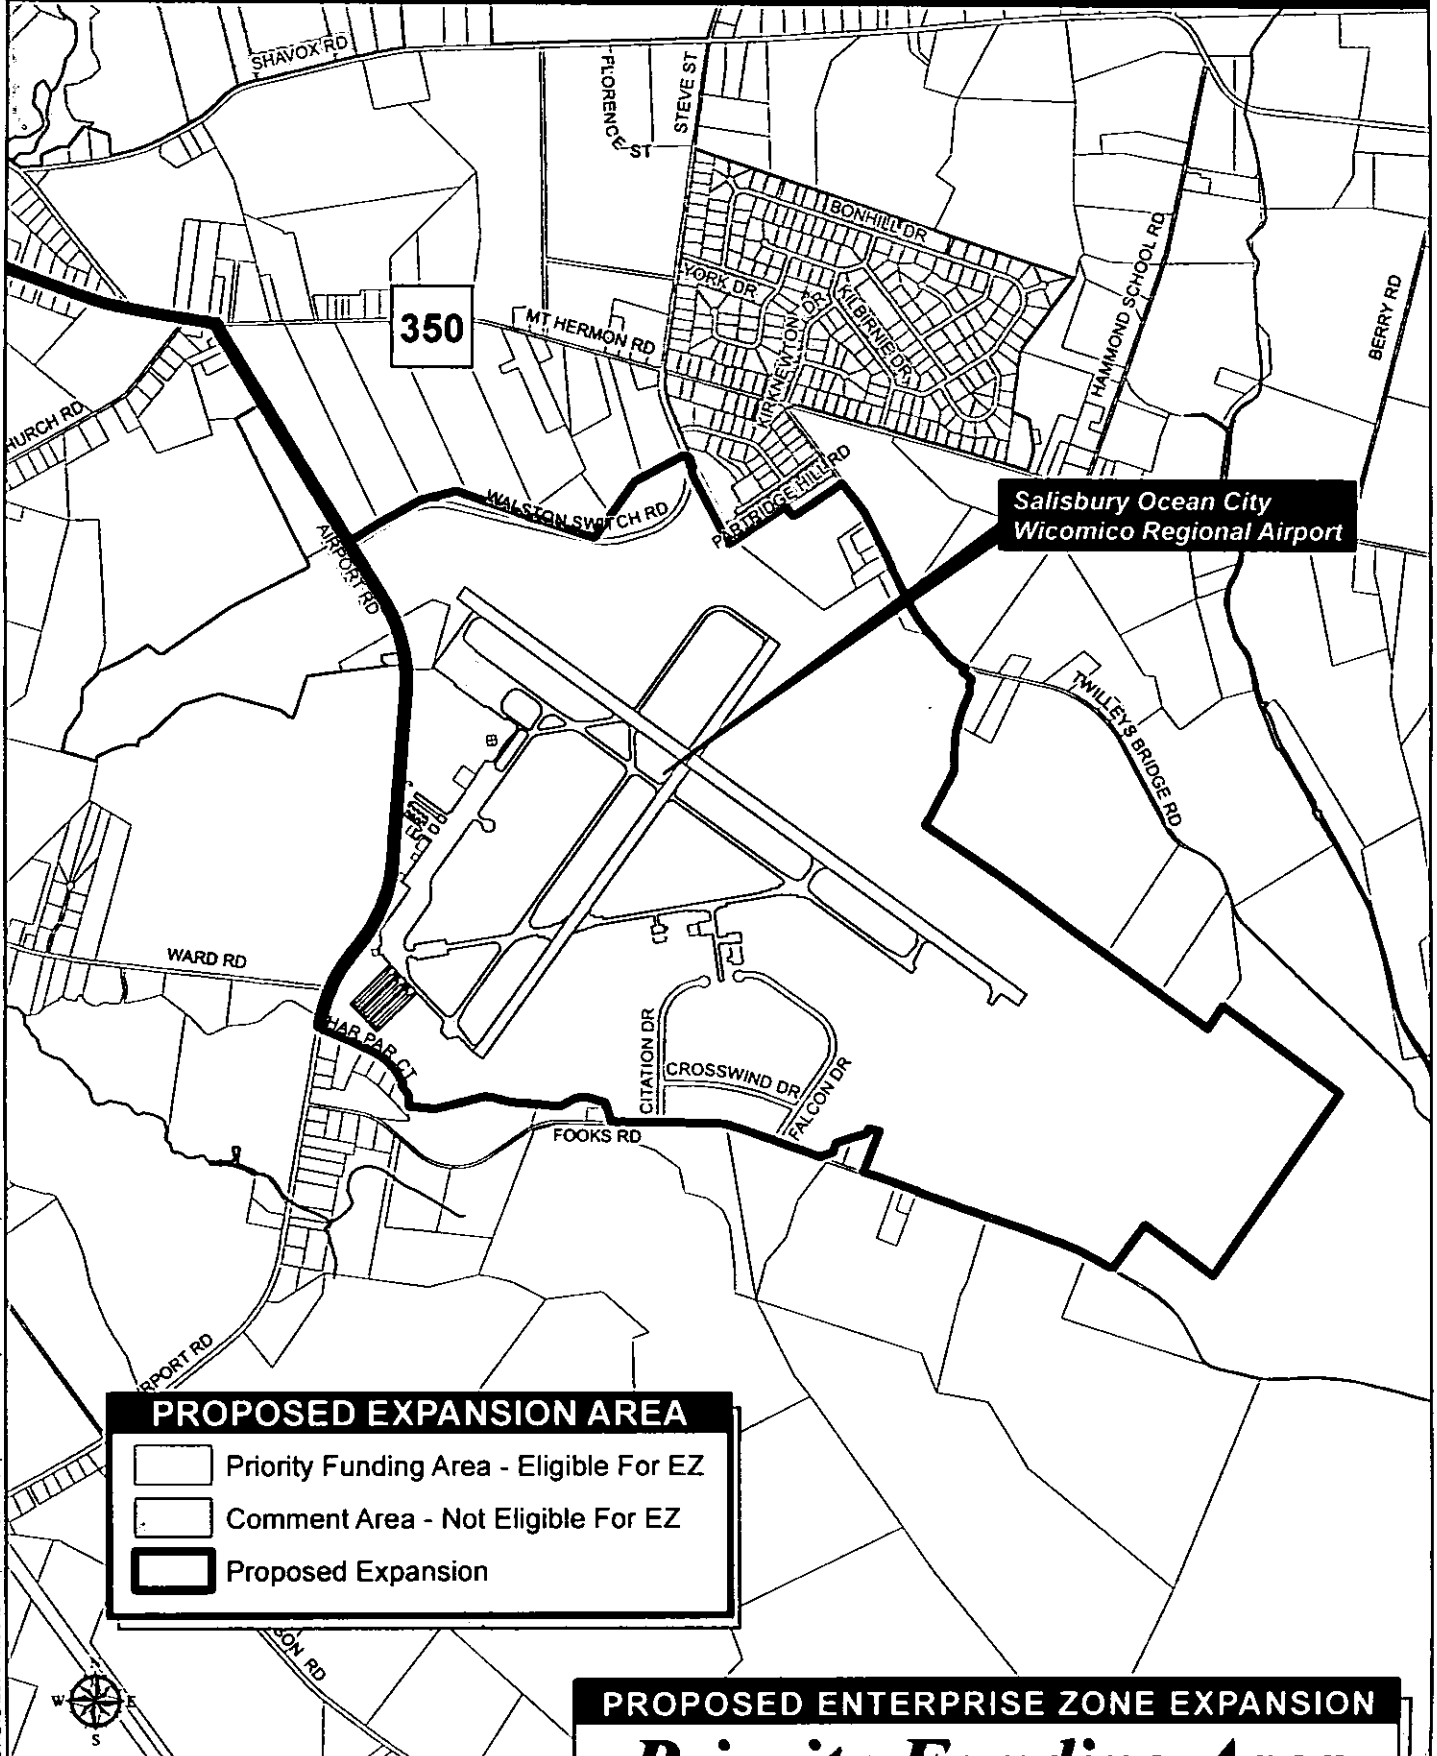 SHAVOX RD
FLORENCE ST
STEVE ST
BONHILL DR
YORK DR
DR
KILBIRNIE DR
KIRKNEWTON
HAMMOND SCHOOL RD
BERRY RD
350
MT HERMON RD
HURCH RD
PARTRIDGE HILL RD
WALSTON SWITCH RD
AIRPORT RD
Salisbury Ocean City
Wicomico Regional Airport
TWILLEYS BRIDGE RD
WARD RD
HAR PAR CT
CITATION DR
CROSSWIND DR
FALCON DR
FOOKS RD
RPORT RD
PROPOSED EXPANSION AREA
Priority Funding Area - Eligible For EZ
Comment Area - Not Eligible For EZ
Proposed Expansion
SON RD
W E
S
PROPOSED ENTERPRISE ZONE EXPANSION
Priority Funding Area